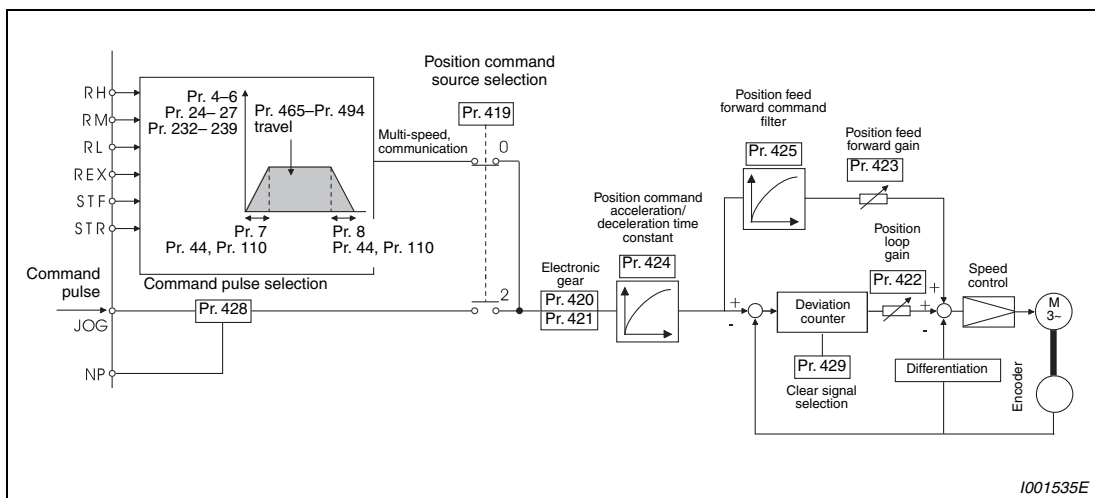 RH
RM
RL
REX
STF
STR
Pr. 4–6
Pr. 24– 27
Pr. 232– 239
Pr. 465–Pr. 494
travel
Pr. 7
Pr. 44, Pr. 110
Pr. 8
Pr. 44, Pr. 110
Multi-speed,
communication
Position command
source selection
Pr. 419
0
2
Command
pulse
JOG
NP
Command pulse selection
Pr. 428
Electronic
gear
Pr. 420
Pr. 421
Position command
acceleration/
deceleration time
constant
Pr. 424
Position feed
forward command
filter
Pr. 425
Position feed
forward gain
Pr. 423
Position
loop
gain
Pr. 422
+
-
Deviation
counter
Pr. 429
Clear signal
selection
+
+
-
Speed
control
M
3~
Differentiation
Encoder
I001535E